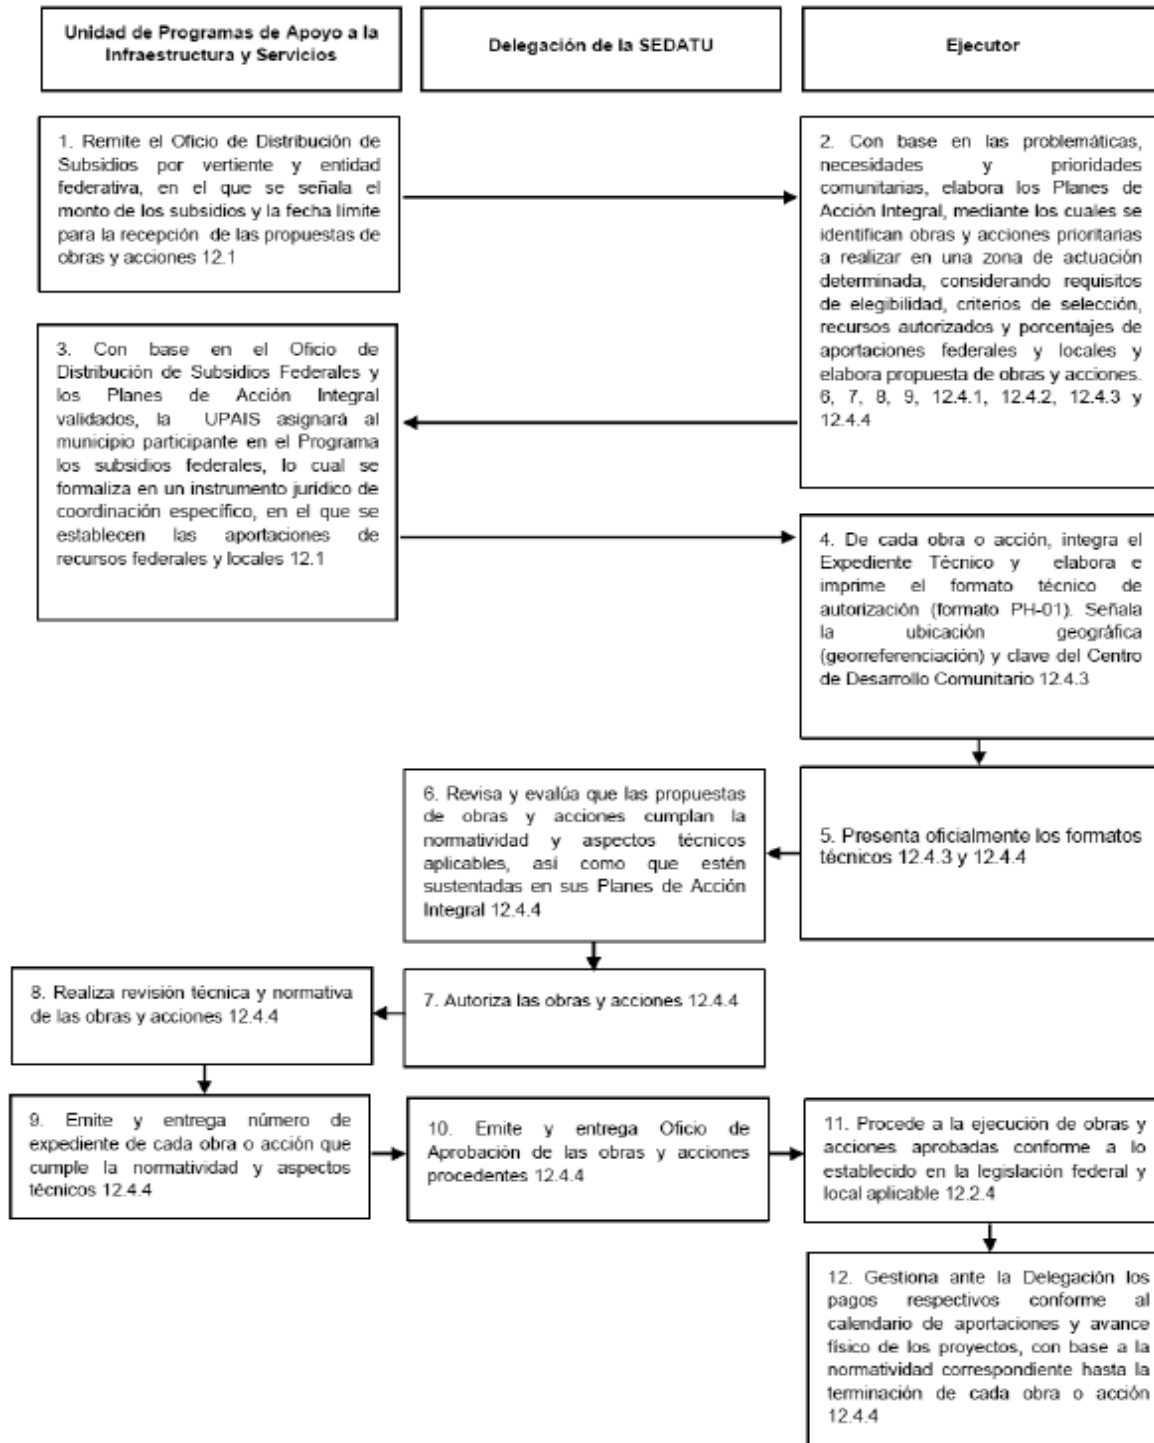 Unidad de Programas de Apoyo a la
Infraestructura y Servicios
Delegación de la SEDATU
Ejecutor
1. Remite el Oficio de Distribución de
Subsidios por vertiente y entidad
federativa, en el que se señala el
monto de los subsidios y la fecha límite
para la recepción de las propuestas de
obras y acciones 12.1
2. Con base en las problemáticas,
necesidades y prioridades
comunitarias, elabora los Planes de
Acción Integral, mediante los cuales se
identifican obras y acciones prioritarias
a realizar en una zona de actuación
determinada, considerando requisitos
de elegibilidad, criterios de selección,
recursos autorizados y porcentajes de
aportaciones federales y locales y
elabora propuesta de obras y acciones.
6, 7, 8, 9, 12.4.1, 12.4.2, 12.4.3 y
12.4.4
3. Con base en el Oficio de
Distribución de Subsidios Federales y
los Planes de Acción Integral
validados, la UPAIS asignará al
municipio participante en el Programa
los subsidios federales, lo cual se
formaliza en un instrumento jurídico de
coordinación específico, en el que se
establecen las aportaciones de
recursos federales y locales 12.1
4. De cada obra o acción, integra el
Expediente Técnico y elabora e
imprime el formato técnico de
autorización (formato PH-01). Señala
la ubicación geográfica
(georreferenciación) y clave del Centro
de Desarrollo Comunitario 12.4.3
5. Presenta oficialmente los formatos
técnicos 12.4.3 y 12.4.4
6. Revisa y evalúa que las propuestas
de obras y acciones cumplan la
normatividad y aspectos técnicos
aplicables, así como que estén
sustentadas en sus Planes de Acción
Integral 12.4.4
7. Autoriza las obras y acciones 12.4.4
8. Realiza revisión técnica y normativa
de las obras y acciones 12.4.4
9. Emite y entrega número de
expediente de cada obra o acción que
cumple la normatividad y aspectos
técnicos 12.4.4
10. Emite y entrega Oficio de
Aprobación de las obras y acciones
procedentes 12.4.4
11. Procede a la ejecución de obras y
acciones aprobadas conforme a lo
establecido en la legislación federal y
local aplicable 12.2.4
12. Gestiona ante la Delegación los
pagos respectivos conforme al
calendario de aportaciones y avance
físico de los proyectos, con base a la
normatividad correspondiente hasta la
terminación de cada obra o acción
12.4.4